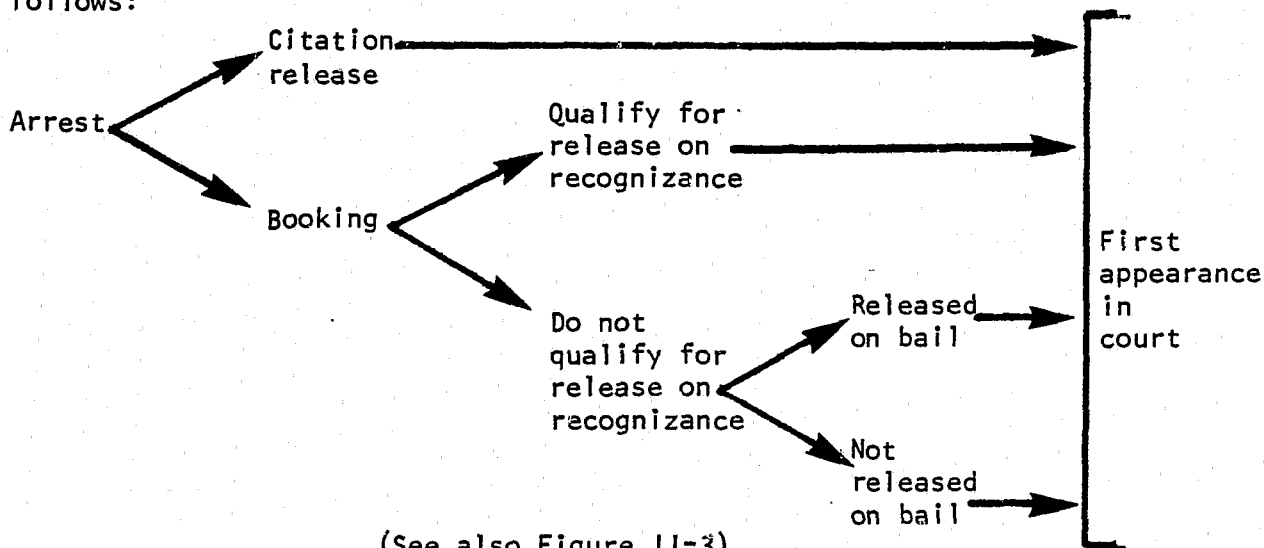 follows:
Citation
release
Arrest
Qualify for
release on
recognizance
Booking
First
appearance
in
court
Released
on bail
Do not
qualify for
release on
recognizance
Not
released
on bail
(See also Figure II-3)